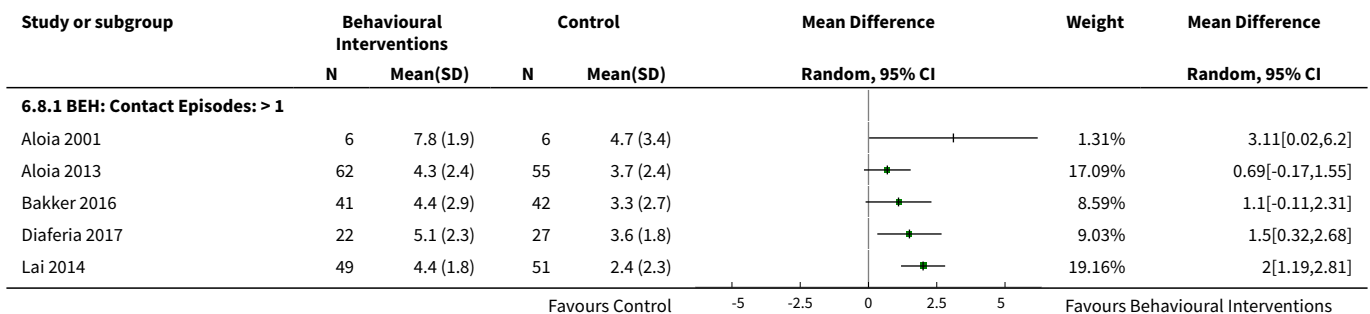 Study or subgroup Behavioural Interventions Control Mean Difference Weight Mean Difference
N Mean(SD) N Mean(SD) Random, 95% CI Random, 95% CI
6.8.1 BEH: Contact Episodes: > 1
Aloia 2001 6 7.8 (1.9) 6 4.7 (3.4) 1.31% 3.11[0.02,6.2]
Aloia 2013 62 4.3 (2.4) 55 3.7 (2.4) 17.09% 0.69[-0.17,1.55]
Bakker 2016 41 4.4 (2.9) 42 3.3 (2.7) 8.59% 1.1[-0.11,2.31]
Diaferia 2017 22 5.1 (2.3) 27 3.6 (1.8) 9.03% 1.5[0.32,2.68]
Lai 2014 49 4.4 (1.8) 51 2.4 (2.3) 19.16% 2[1.19,2.81]
Favours Control -5 -2.5 0 2.5 5 Favours Behavioural Interventions